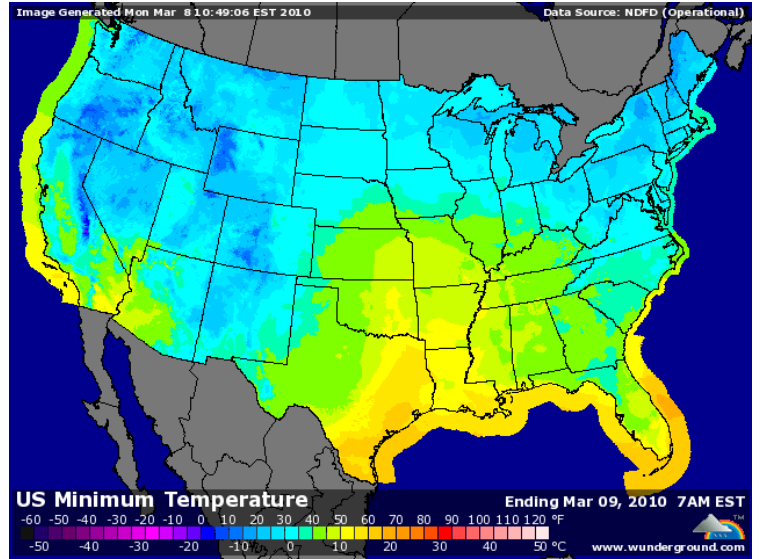 Image Generated Mon Mar 8 10:49:06 EST 2010 Data Source: NDFD (Operational)
US Minimum Temperature Ending Mar 09, 2010 7AM EST
-60 -50 -40 -30 -20 -10 0 10 20 30 40 50 60 70 80 90 100 110 120 °F
-50 -40 -30 -20 -10 0 10 20 30 40 50 °C
TM
www.wunderground.com